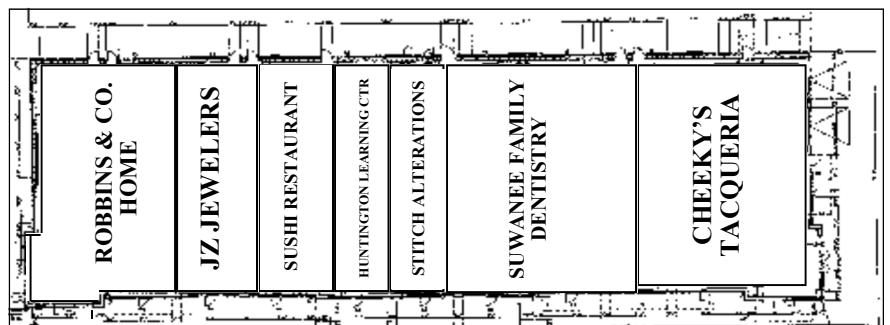 ROBBINS & CO.
HOME
JZ JEWELERS
SUSHI RESTAURANT
HUNTINGTON LEARNING CTR
STITCH ALTERATIONS
SUWANEE FAMILY
DENTISTRY
CHEEKY'S
TACQUERIA